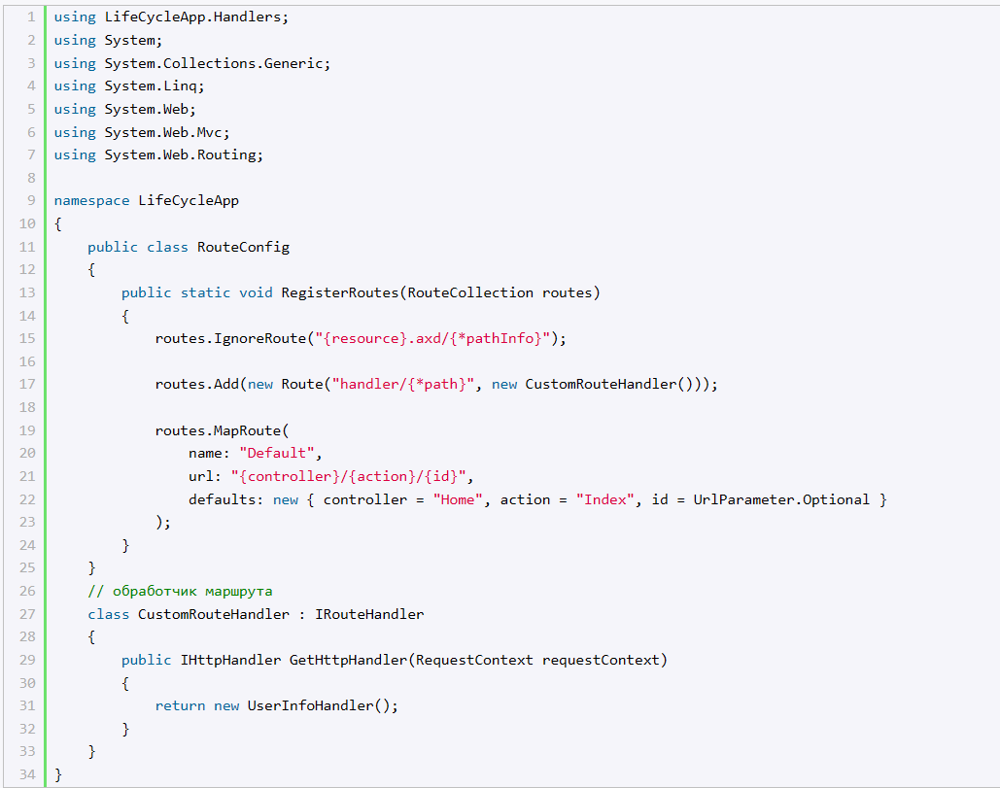 1 using LifeCycleApp.Handlers;
2 using System;
3 using System.Collections.Generic;
4 using System.Linq;
5 using System.Web;
6 using System.Web.Mvc;
7 using System.Web.Routing;
8
9 namespace LifeCycleApp
10 {
11     public class RouteConfig
12     {
13         public static void RegisterRoutes(RouteCollection routes)
14         {
15             routes.IgnoreRoute("{resource}.axd/{*pathInfo}");
16
17             routes.Add(new Route("handler/{*path}", new CustomRouteHandler()));
18
19             routes.MapRoute(
20                 name: "Default",
21                 url: "{controller}/{action}/{id}",
22                 defaults: new { controller = "Home", action = "Index", id = UrlParameter.Optional }
23             );
24         }
25     }
26     // обработчик маршрута
27     class CustomRouteHandler : IRouteHandler
28     {
29         public IHttpHandler GetHttpHandler(RequestContext requestContext)
30         {
31             return new UserInfoHandler();
32         }
33     }
34 }